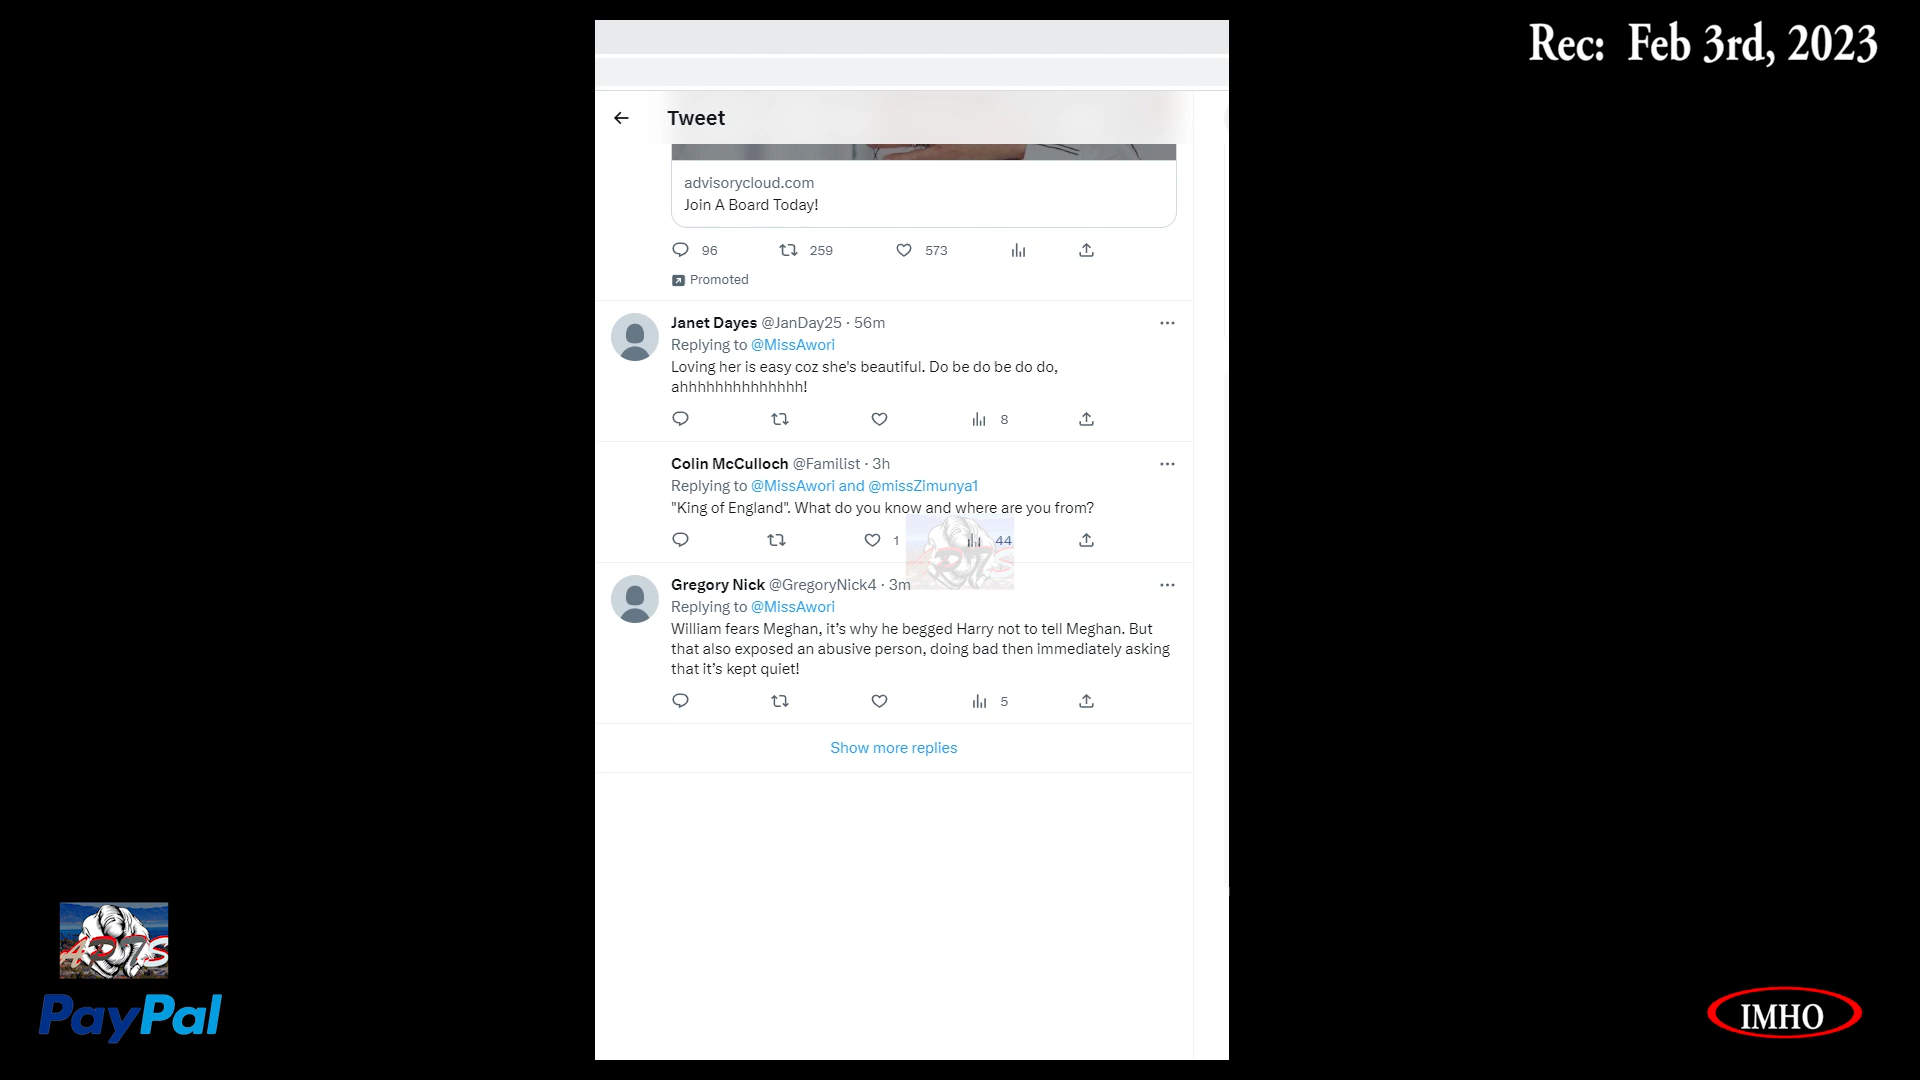 Rec: Feb 3rd, 2023
Tweet
advisorycloud.com
Join A Board Today!
96 259 573
Promoted
Janet Dayes @JanDay25 · 56m
Replying to @MissAwori
Loving her is easy coz she's beautiful. Do be do be do do,
ahhhhhhhhhhhhhh!
8
Colin McCulloch @Familist · 3h
Replying to @MissAwori and @missZimunya1
"King of England". What do you know and where are you from?
1 44
Gregory Nick @GregoryNick4 · 3m
Replying to @MissAwori
William fears Meghan, it’s why he begged Harry not to tell Meghan. But
that also exposed an abusive person, doing bad then immediately asking
that it’s kept quiet!
5
Show more replies
PayPal
IMHO